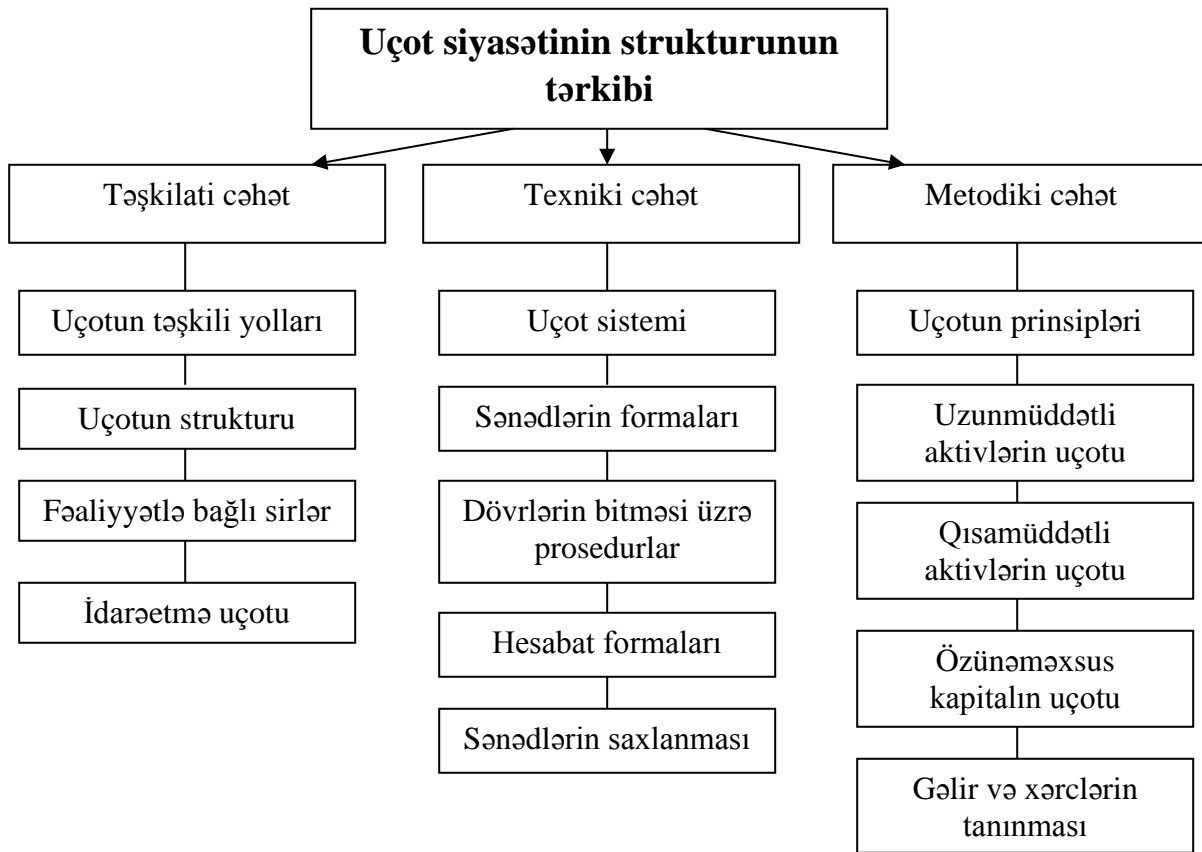 Uçot siyasətinin strukturunun
tərkibi
Təşkilati cəhət
Texniki cəhət
Metodiki cəhət
Uçotun təşkili yolları
Uçot sistemi
Uçotun prinsipləri
Uçotun strukturu
Sənədlərin formaları
Uzunmüddətli
aktivlərin uçotu
Fəaliyyətlə bağlı sirlər
Dövrlərin bitməsi üzrə
prosedurlar
Qısamüddətli
aktivlərin uçotu
İdarəetmə uçotu
Hesabat formaları
Özünəməxsus
kapitalın uçotu
Sənədlərin saxlanması
Gəlir və xərclərin
tanınması